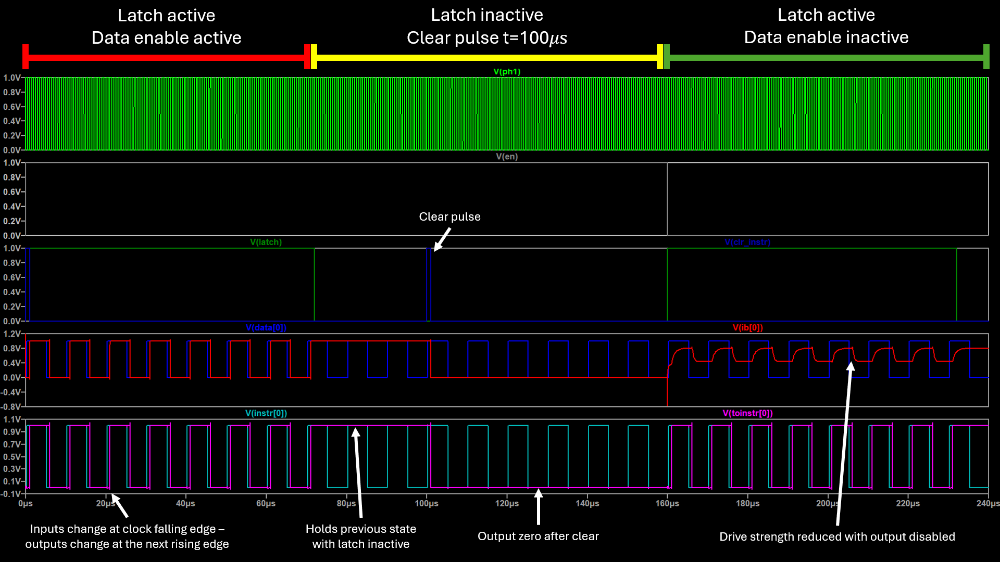 Latch active
Data enable active
Latch inactive
Clear pulse t=100𝜇𝑠
Latch active
Data enable inactive
V(ph1)
1.0V
0.8V
0.6V
0.4V
0.2V
0.0V
V(en)
1.0V
0.8V
0.6V
0.4V
0.2V
0.0V
Clear pulse
V(latch)
V(clr_instr)
1.0V
0.8V
0.6V
0.4V
0.2V
0.0V
V(data[0])
V(ib[0])
1.2V
0.8V
0.4V
0.0V
-0.4V
-0.8V
V(instr[0])
V(toinstr[0])
1.1V
0.9V
0.7V
0.5V
0.3V
0.1V
-0.1V
0µs 20µs 40µs 60µs 80µs 100µs 120µs 140µs 160µs 180µs 200µs 220µs 240µs
Inputs change at clock falling edge –
outputs change at the next rising edge
Holds previous state
with latch inactive
Output zero after clear
Drive strength reduced with output disabled